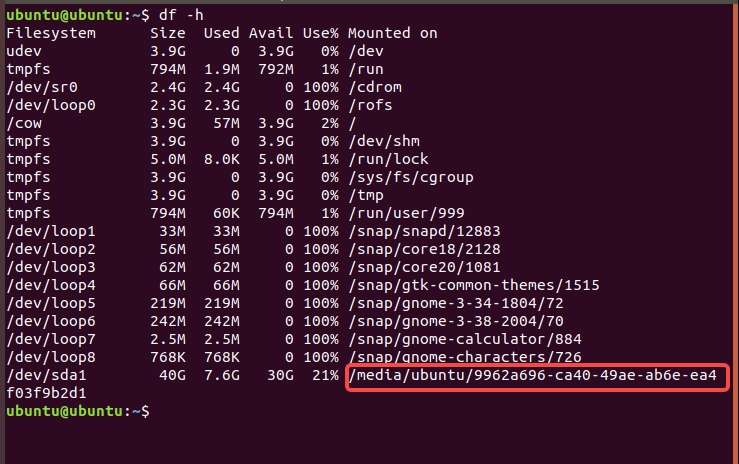 ubuntu@ubuntu:~$ df -h
Filesystem      Size  Used Avail Use% Mounted on
udev            3.9G     0  3.9G   0% /dev
tmpfs           794M  1.9M  792M   1% /run
/dev/sr0        2.4G  2.4G     0 100% /cdrom
/dev/loop0      2.3G  2.3G     0 100% /rofs
/cow            3.9G   57M  3.9G   2% /
tmpfs           3.9G     0  3.9G   0% /dev/shm
tmpfs           5.0M  8.0K  5.0M   1% /run/lock
tmpfs           3.9G     0  3.9G   0% /sys/fs/cgroup
tmpfs           3.9G     0  3.9G   0% /tmp
tmpfs           794M   60K  794M   1% /run/user/999
/dev/loop1       33M   33M     0 100% /snap/snapd/12883
/dev/loop2       56M   56M     0 100% /snap/core18/2128
/dev/loop3       62M   62M     0 100% /snap/core20/1081
/dev/loop4       66M   66M     0 100% /snap/gtk-common-themes/1515
/dev/loop5      219M  219M     0 100% /snap/gnome-3-34-1804/72
/dev/loop6      242M  242M     0 100% /snap/gnome-3-38-2004/70
/dev/loop7      2.5M  2.5M     0 100% /snap/gnome-calculator/884
/dev/loop8      768K  768K     0 100% /snap/gnome-characters/726
/dev/sda1        40G  7.6G   30G  21% /media/ubuntu/9962a696-ca40-49ae-ab6e-ea4
f03f9b2d1
ubuntu@ubuntu:~$